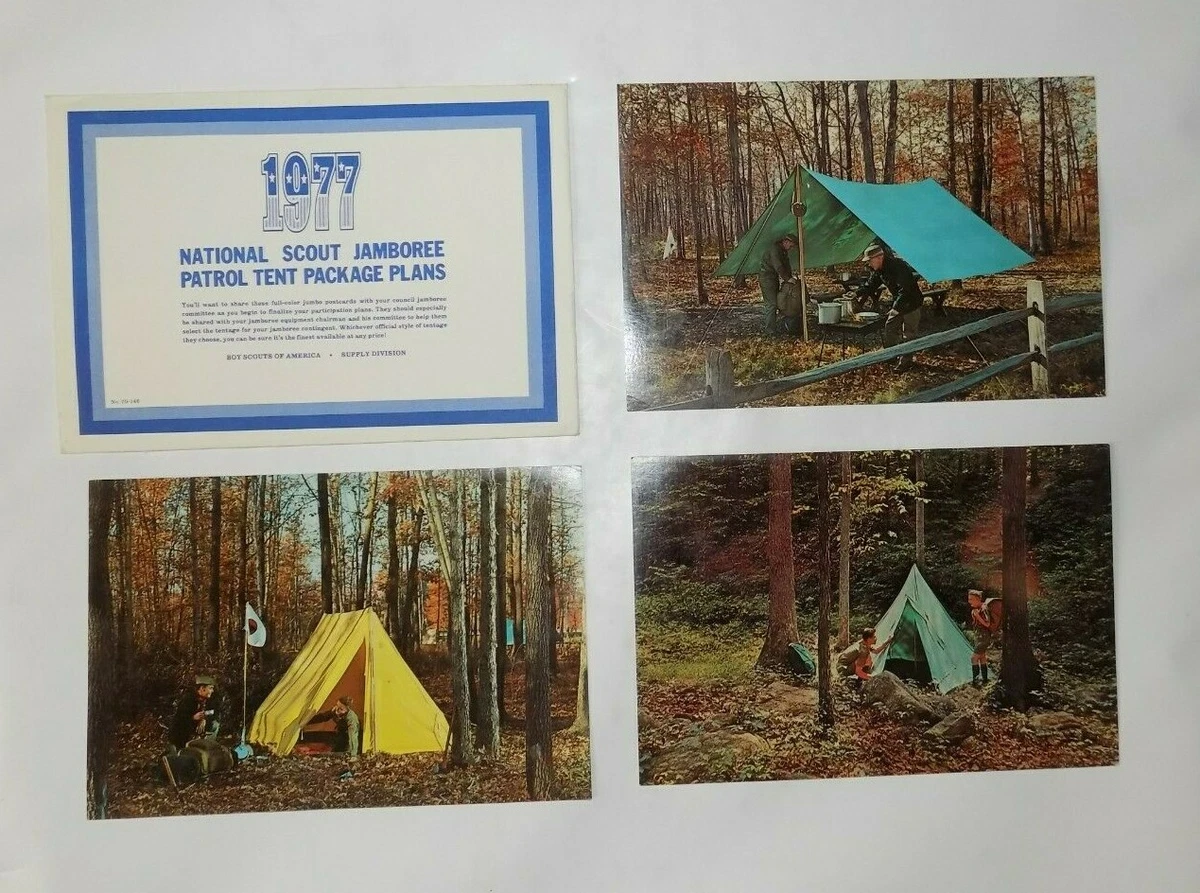 1977
NATIONAL SCOUT JAMBOREE
PATROL TENT PACKAGE PLANS
You'll want to share these full-color jumbo postcards with your council jamboree
committee as you begin to finalize your participation plans. They should especially
be shared with your jamboree equipment chairman and his committee to help them
select the tentage for your jamboree contingent. Whichever official style of tentage
they choose, you can be sure it's the finest available at any price!
BOY SCOUTS OF AMERICA • SUPPLY DIVISION
No.